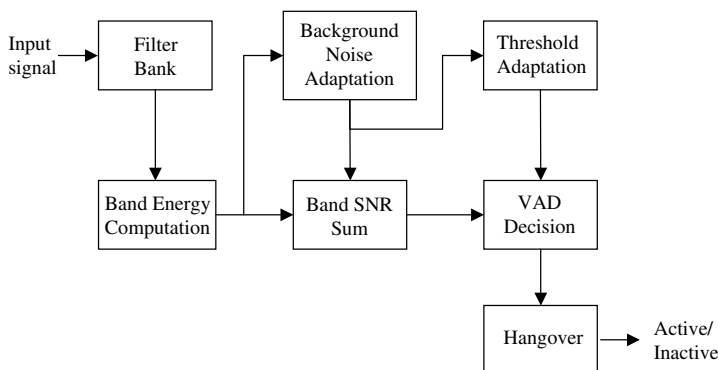 Input
signal
Filter
Bank
Background
Noise
Adaptation
Threshold
Adaptation
Band Energy
Computation
Band SNR
Sum
VAD
Decision
Hangover
Active/
Inactive